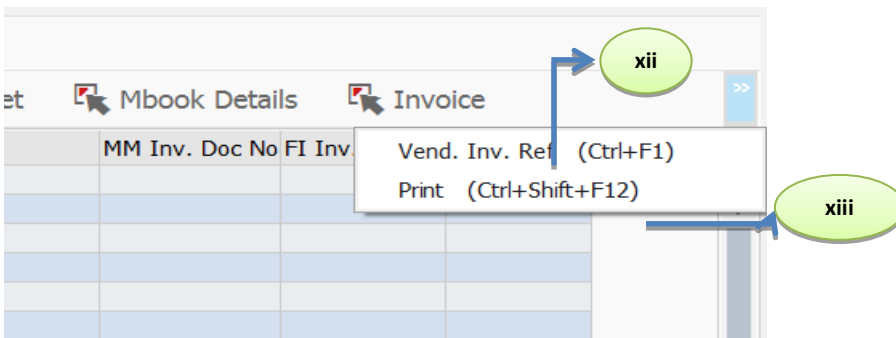 xii
et Mbook Details Invoice >>
MM Inv. Doc No FI Inv.
Vend. Inv. Ref (Ctrl+F1)
Print (Ctrl+Shift+F12)
xiii